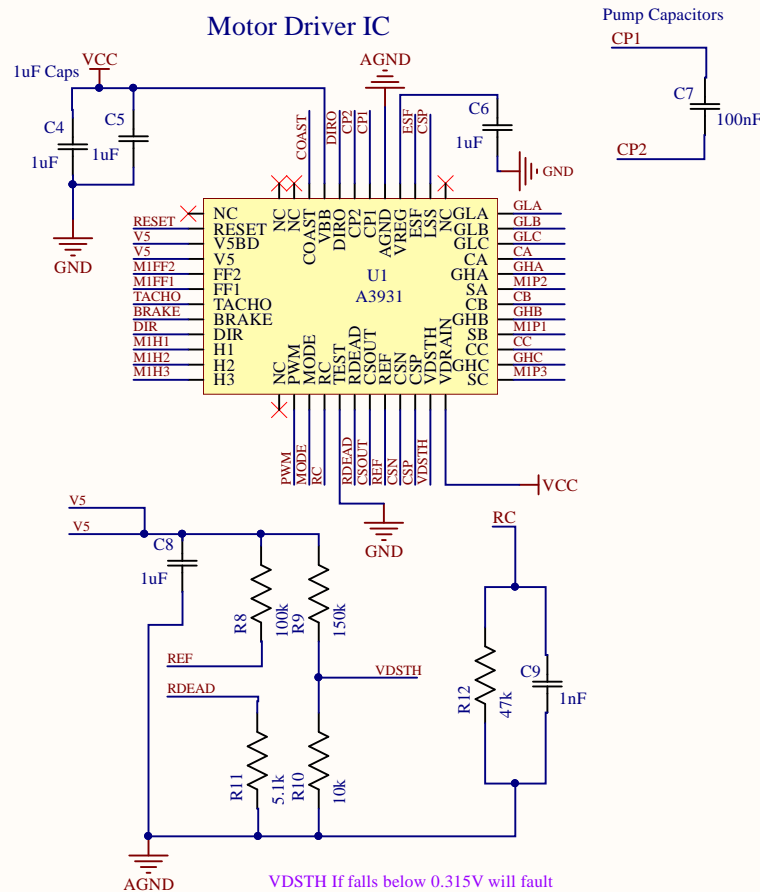 Motor Driver IC
Pump Capacitors
CP1
C7
100nF
CP2
VCC
1uF Caps
C4
1uF
C5
1uF
GND
AGND
COAST
DIRO
CP2
CP1
ESF
CSP
C6
1uF
GND
NC
NC
COAST
VBB
DIRO
CP2
CP1
AGND
VREG
ESF
LSS
NC
RESET
V5
V5
M1FF2
M1FF1
TACHO
BRAKE
DIR
M1H1
M1H2
M1H3
NC
RESET
V5BD
V5
FF2
FF1
TACHO
BRAKE
DIR
H1
H2
H3
U1
A3931
GLA
GLB
GLC
CA
GHA
SA
CB
GHB
SB
CC
GHC
SC
GLA
GLB
GLC
CA
GHA
M1P2
CB
GHB
M1P1
CC
GHC
M1P3
NC
PWM
MODE
RC
TEST
RDEAD
CSOUT
REF
CSN
CSP
VDSTH
VDRAIN
PWM
MODE
RC
RDEAD
CSOUT
REF
CSN
CSP
VDSTH
VCC
GND
V5
V5
C8
1uF
R8
100k
R9
150k
REF
VDSTH
RDEAD
R11
5.1k
R10
10k
AGND
RC
R12
47k
C9
1nF
VDSTH If falls below 0.315V will fault